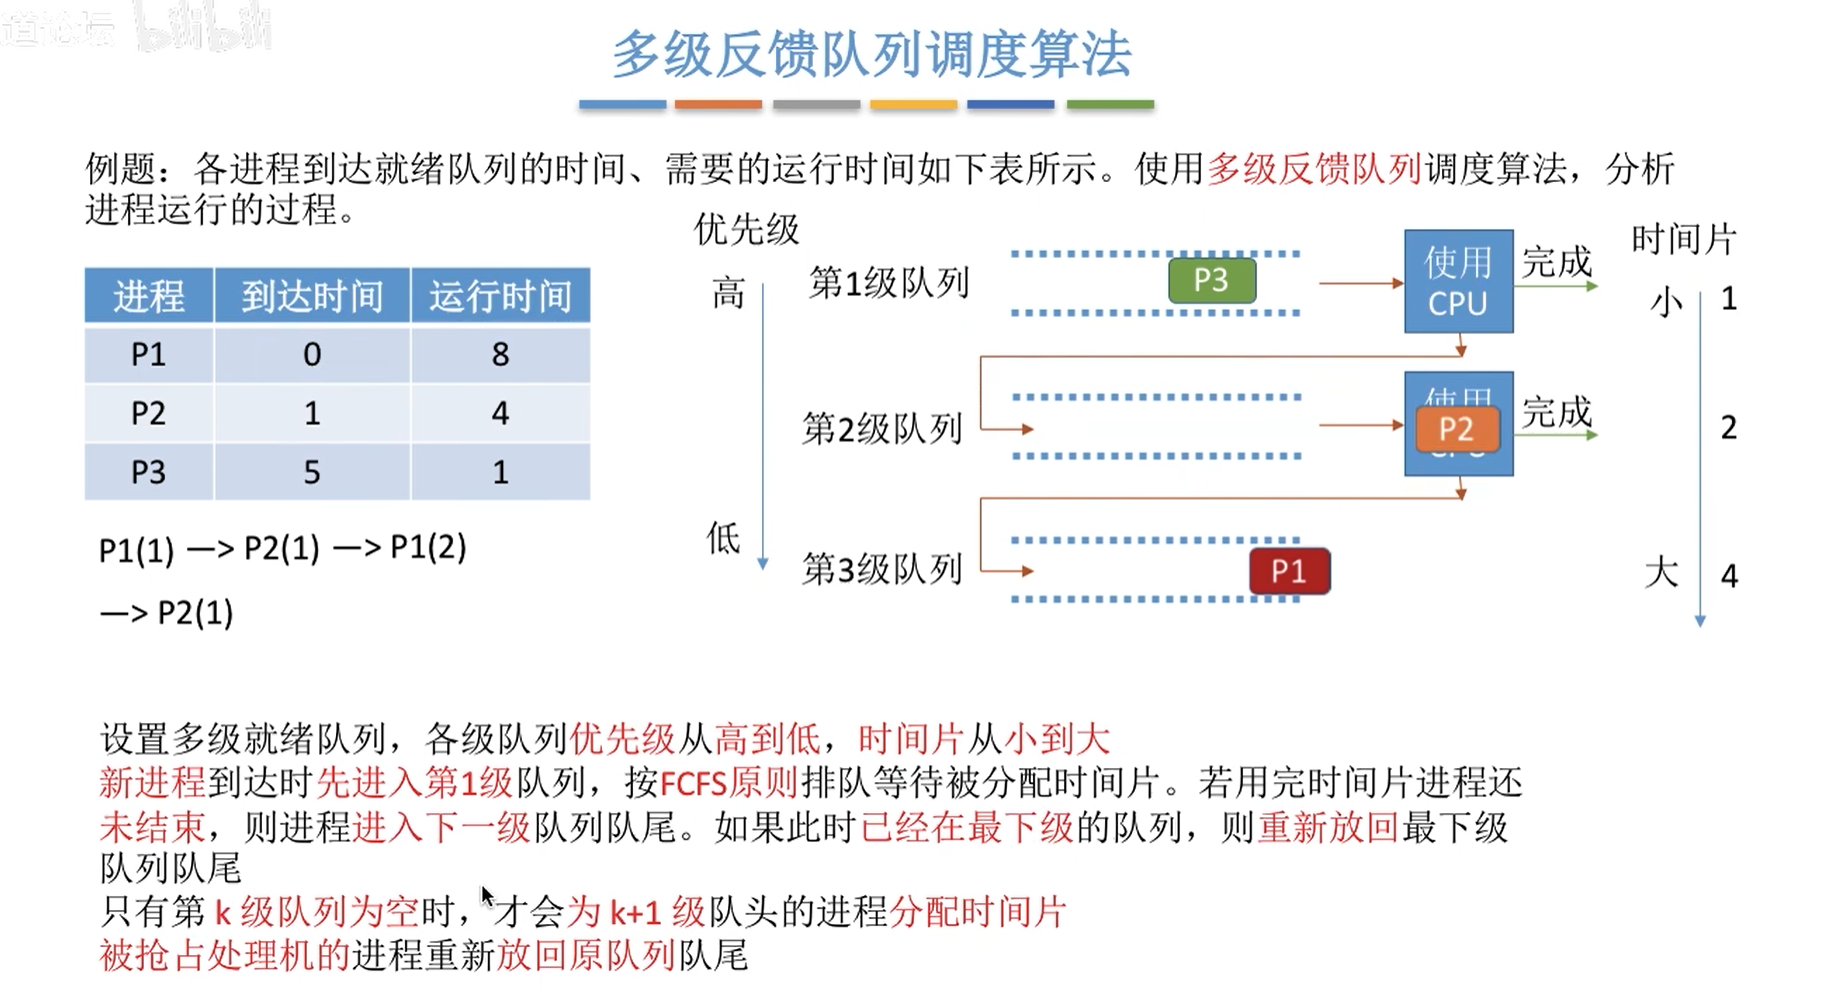 道论坛 bilibili
多级反馈队列调度算法
例题：各进程到达就绪队列的时间、需要的运行时间如下表所示。使用多级反馈队列调度算法，分析
进程运行的过程。
进程 到达时间 运行时间
P1 0 8
P2 1 4
P3 5 1
P1(1) —> P2(1) —> P1(2)
—> P2(1)
优先级
高
低
第1级队列
P3
使用
CPU
完成
第2级队列
使用
P2
完成
第3级队列
P1
时间片
小 1
2
大 4
设置多级就绪队列，各级队列优先级从高到低，时间片从小到大
新进程到达时先进入第1级队列，按FCFS原则排队等待被分配时间片。若用完时间片进程还
未结束，则进程进入下一级队列队尾。如果此时已经在最下级的队列，则重新放回最下级
队列队尾
只有第 k 级队列为空时，才会为 k+1 级队头的进程分配时间片
被抢占处理机的进程重新放回原队列队尾